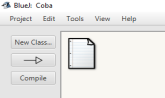 BlueJ: Coba
Project Edit Tools View Help
New Class...
Compile